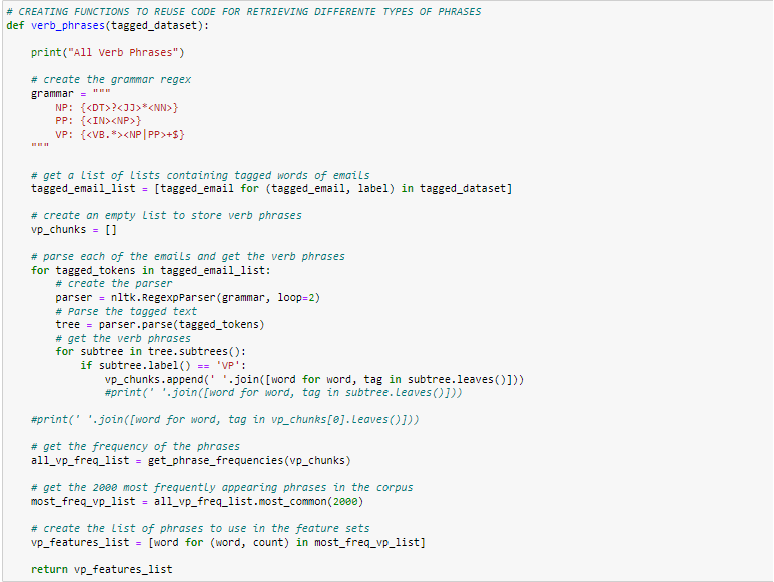 # CREATING FUNCTIONS TO REUSE CODE FOR RETRIEVING DIFFERENTE TYPES OF PHRASES
def verb_phrases(tagged_dataset):

    print("All Verb Phrases")

    # create the grammar regex
    grammar = """
        NP: {<DT>?<JJ>*<NN>}
        PP: {<IN><NP>}
        VP: {<VB.*><NP|PP>+$}
    """

    # get a list of lists containing tagged words of emails
    tagged_email_list = [tagged_email for (tagged_email, label) in tagged_dataset]

    # create an empty list to store verb phrases
    vp_chunks = []

    # parse each of the emails and get the verb phrases
    for tagged_tokens in tagged_email_list:
        # create the parser
        parser = nltk.RegexpParser(grammar, loop=2)
        # Parse the tagged text
        tree = parser.parse(tagged_tokens)
        # get the verb phrases
        for subtree in tree.subtrees():
            if subtree.label() == 'VP':
                vp_chunks.append(' '.join([word for word, tag in subtree.leaves()]))
                #print(' '.join([word for word, tag in subtree.leaves()]))

    #print(' '.join([word for word, tag in vp_chunks[0].leaves()]))

    # get the frequency of the phrases
    all_vp_freq_list = get_phrase_frequencies(vp_chunks)

    # get the 2000 most frequently appearing phrases in the corpus
    most_freq_vp_list = all_vp_freq_list.most_common(2000)

    # create the list of phrases to use in the feature sets
    vp_features_list = [word for (word, count) in most_freq_vp_list]

    return vp_features_list